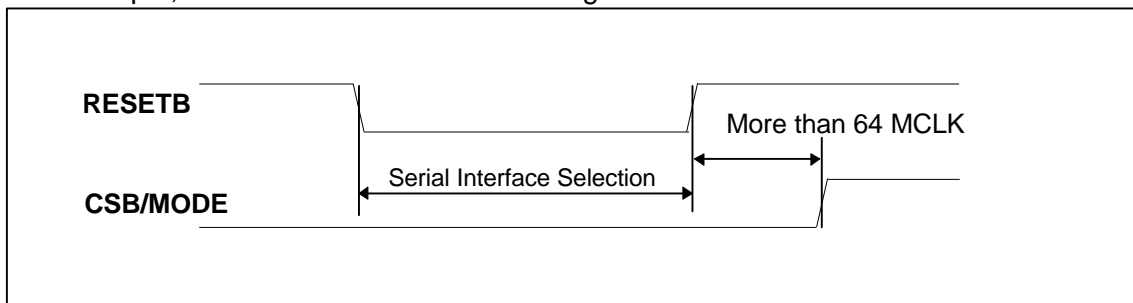 RESETB
More than 64 MCLK
Serial Interface Selection
CSB/MODE